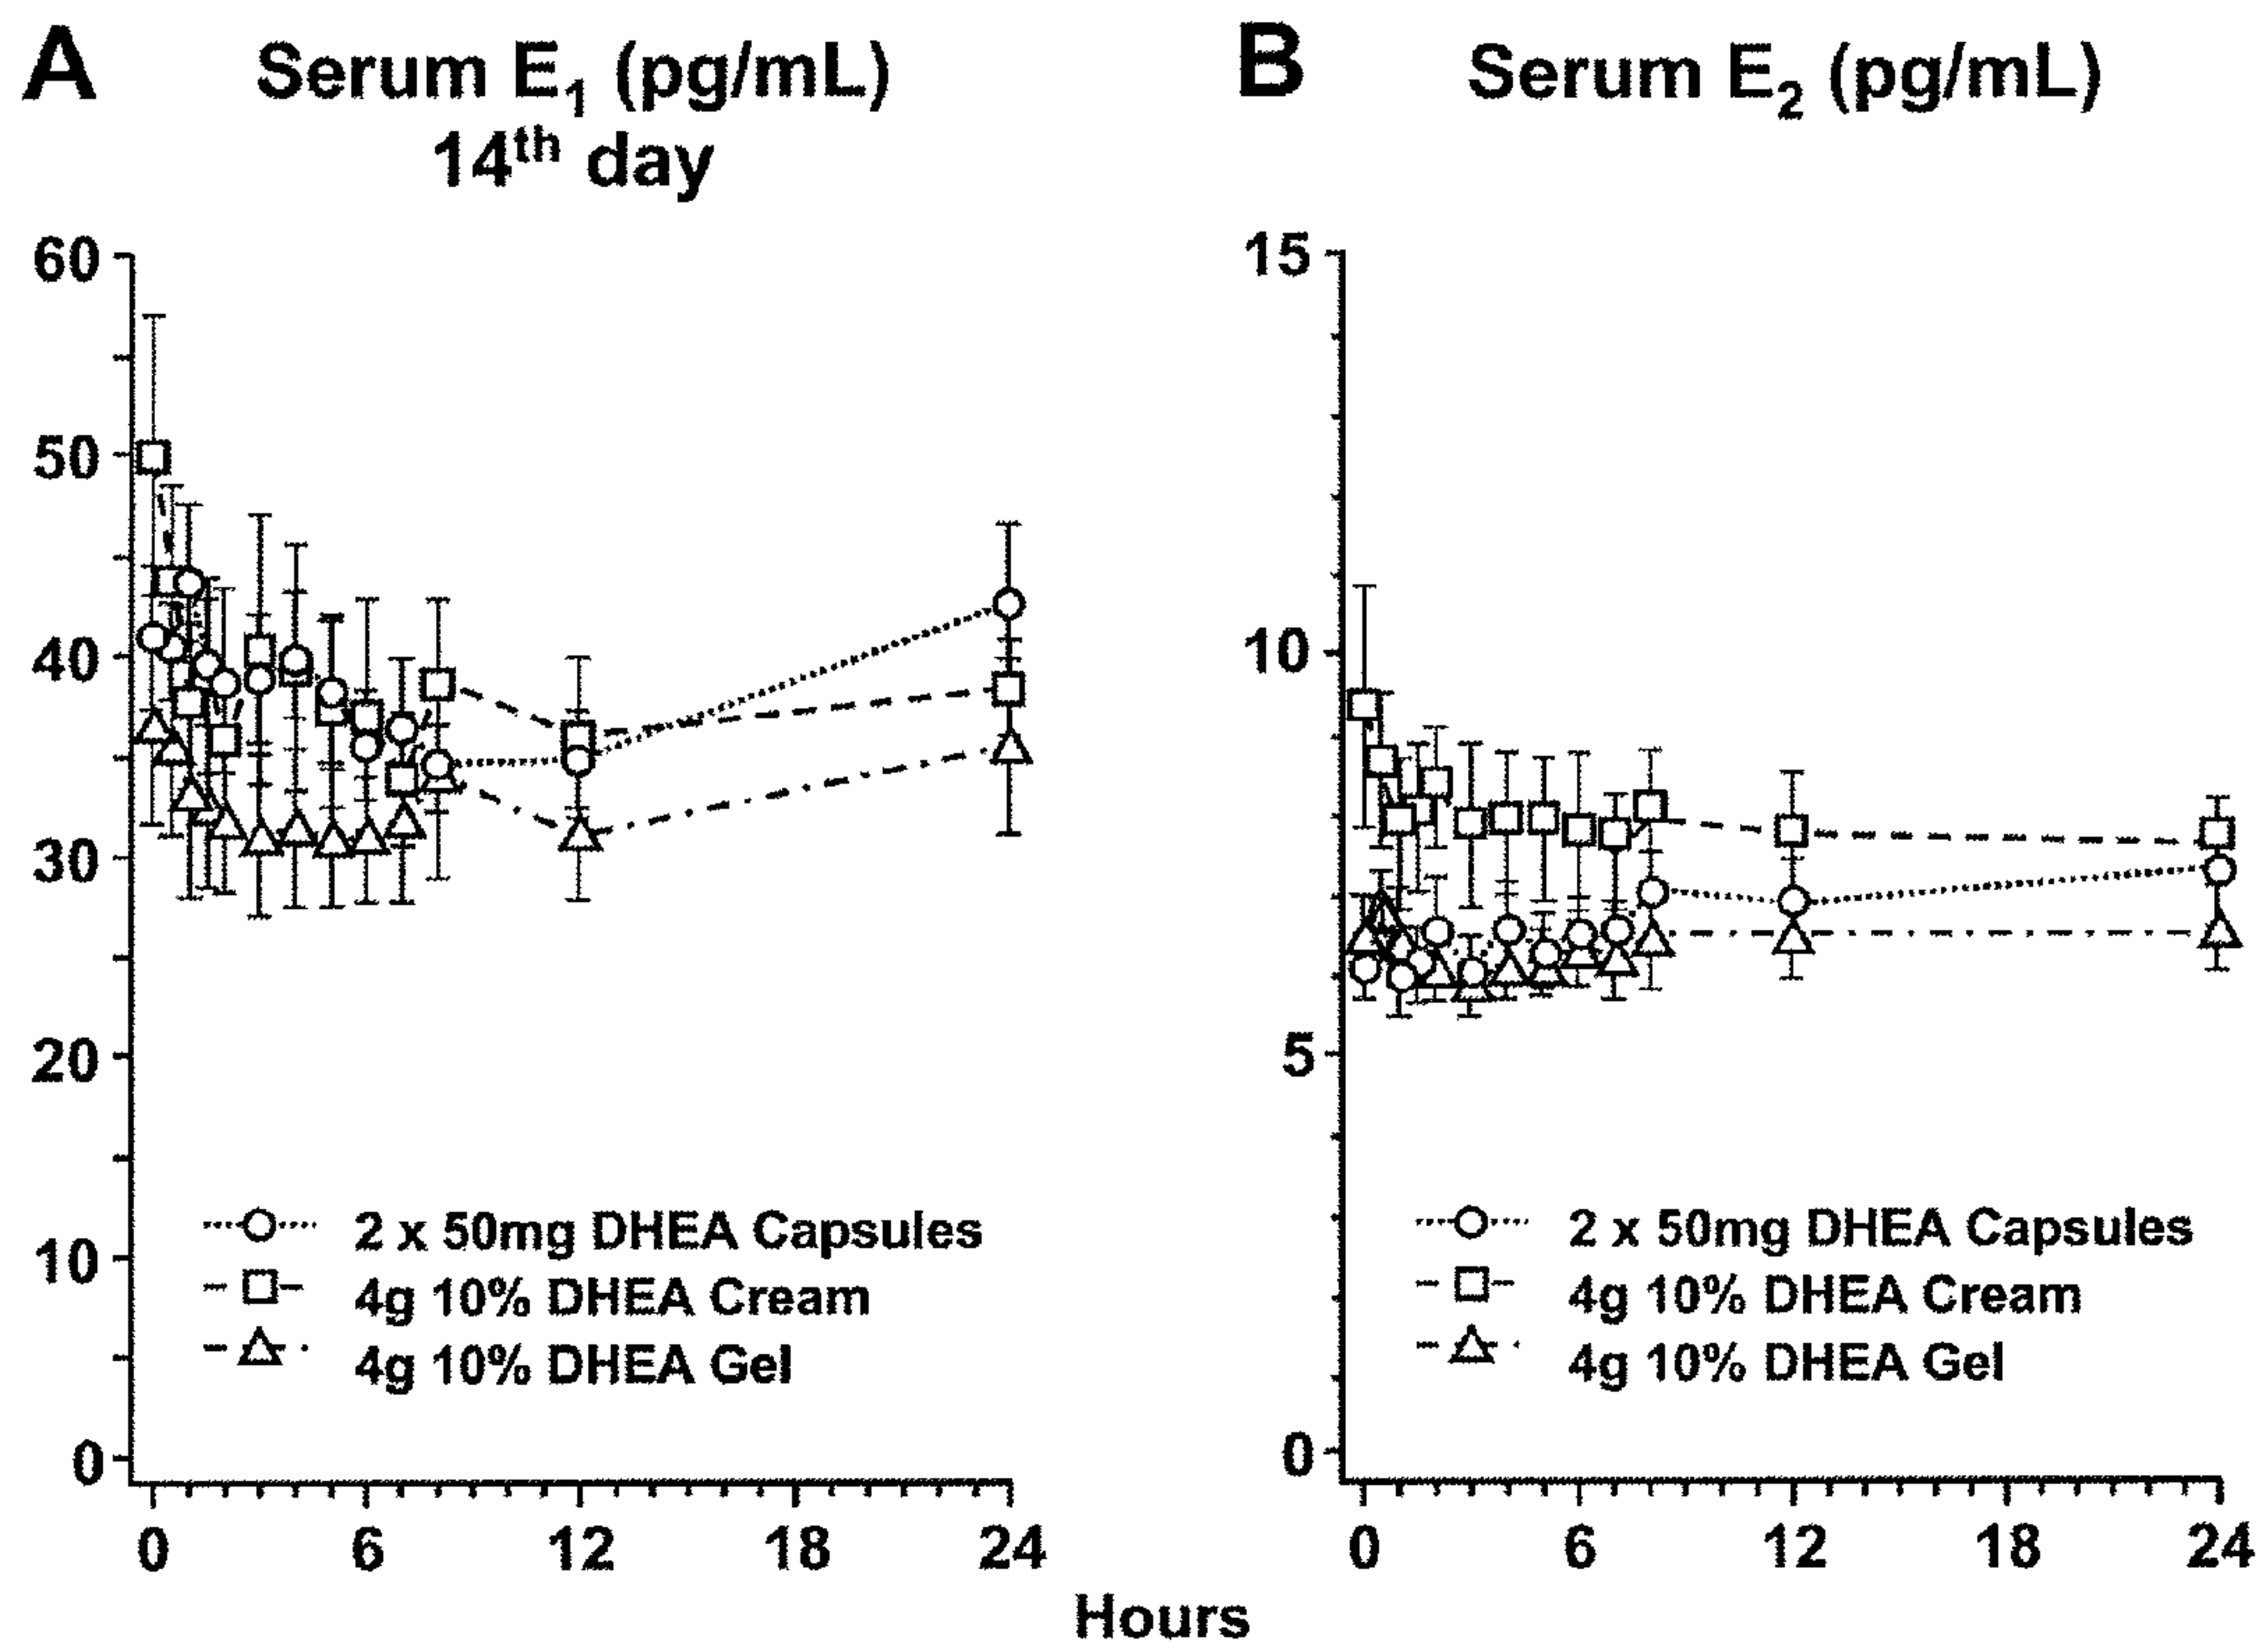 A
Serum E₁ (pg/mL)
14ᵗʰ day
60
50
40
30
20
10
0
2 x 50mg DHEA Capsules
4g 10% DHEA Cream
4g 10% DHEA Gel
0 6 12 18 24
B
Serum E₂ (pg/mL)
15
10
5
0
2 x 50mg DHEA Capsules
4g 10% DHEA Cream
4g 10% DHEA Gel
0 6 12 18 24
Hours